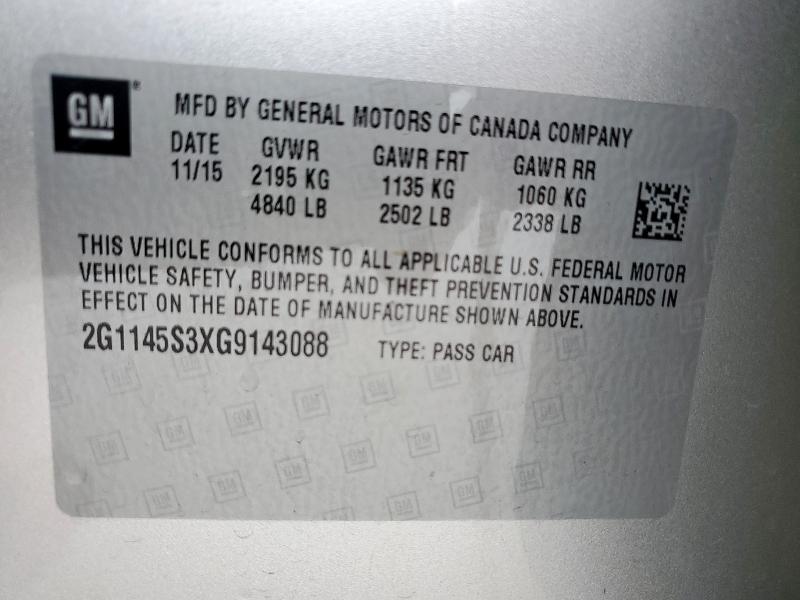 GM
MFD BY GENERAL MOTORS OF CANADA COMPANY
DATE GVWR GAWR FRT GAWR RR
11/15 2195 KG 1135 KG 1060 KG
4840 LB 2502 LB 2338 LB
THIS VEHICLE CONFORMS TO ALL APPLICABLE U.S. FEDERAL MOTOR
VEHICLE SAFETY, BUMPER, AND THEFT PREVENTION STANDARDS IN
EFFECT ON THE DATE OF MANUFACTURE SHOWN ABOVE.
2G1145S3XG9143088 TYPE: PASS CAR